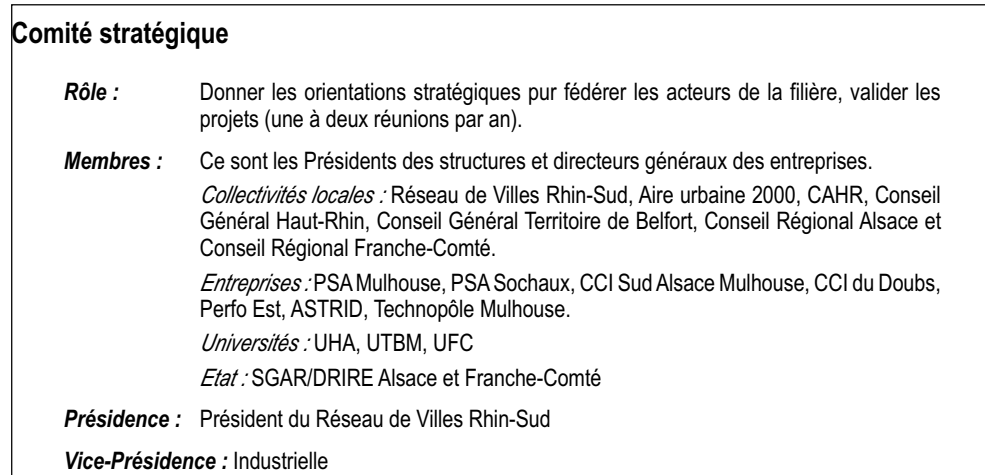 Comité stratégique
Rôle : Donner les orientations stratégiques pur fédérer les acteurs de la filière, valider les
projets (une à deux réunions par an).
Membres : Ce sont les Présidents des structures et directeurs généraux des entreprises.
Collectivités locales : Réseau de Villes Rhin-Sud, Aire urbaine 2000, CAHR, Conseil
Général Haut-Rhin, Conseil Général Territoire de Belfort, Conseil Régional Alsace et
Conseil Régional Franche-Comté.
Entreprises : PSA Mulhouse, PSA Sochaux, CCI Sud Alsace Mulhouse, CCI du Doubs,
Perfo Est, ASTRID, Technopôle Mulhouse.
Universités : UHA, UTBM, UFC
Etat : SGAR/DRIRE Alsace et Franche-Comté
Présidence : Président du Réseau de Villes Rhin-Sud
Vice-Présidence : Industrielle